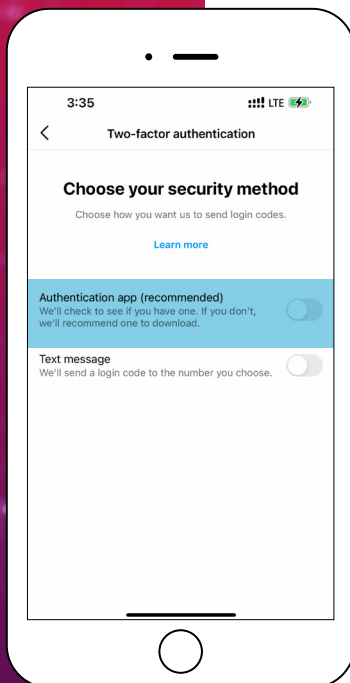 3:35
LTE
Two-factor authentication
Choose your security method
Choose how you want us to send login codes.
Learn more
Authentication app (recommended)
We'll check to see if you have one. If you don't,
we'll recommend one to download.
Text message
We'll send a login code to the number you choose.